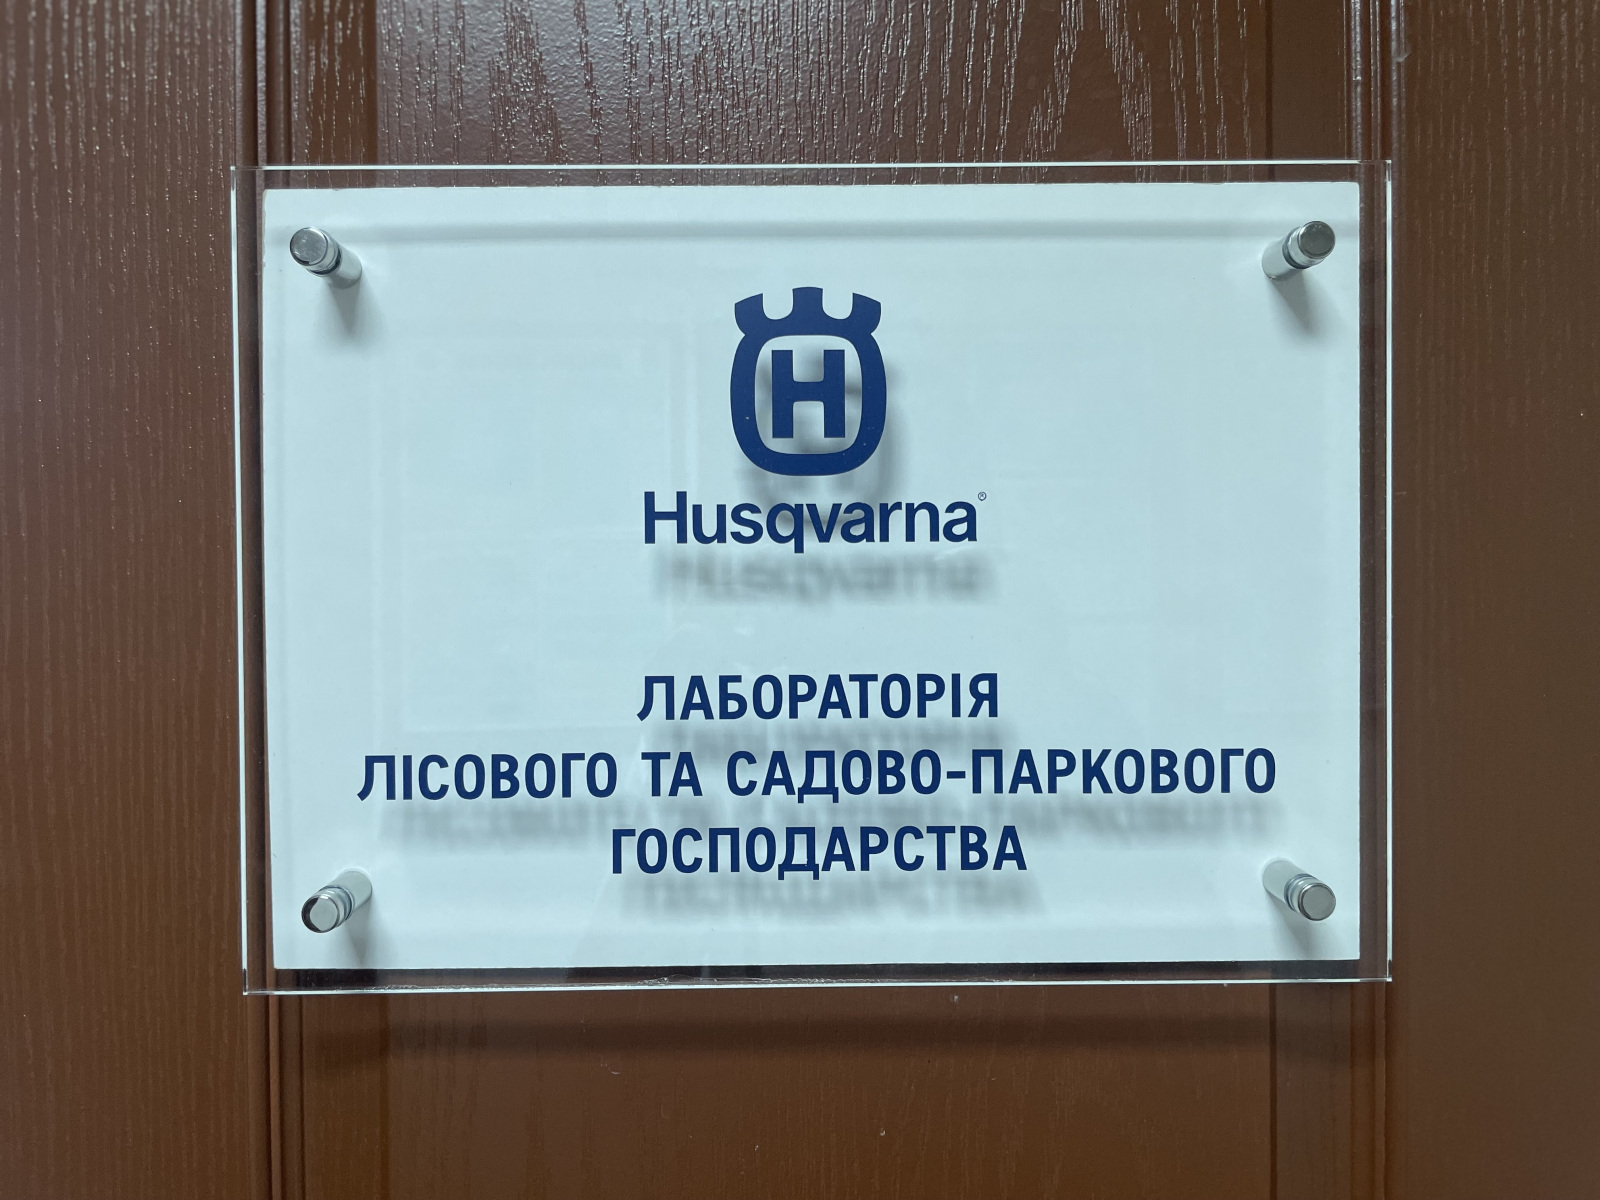 H
Husqvarna®
ЛАБОРАТОРІЯ
ЛІСОВОГО ТА САДОВО-ПАРКОВОГО
ГОСПОДАРСТВА